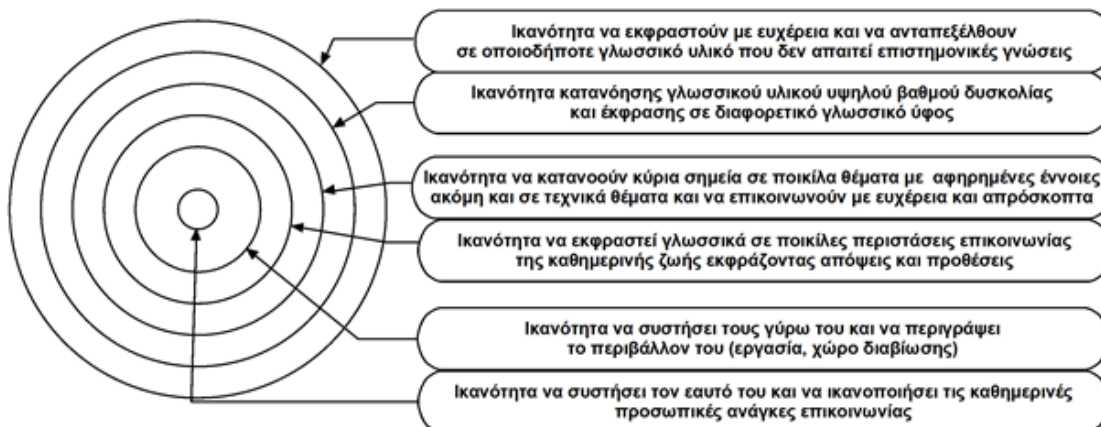 Ικανότητα να εκφραστούν με ευχέρεια και να ανταπεξέλθουν
σε οποιοδήποτε γλωσσικό υλικό που δεν απαιτεί επιστημονικές γνώσεις
Ικανότητα κατανόησης γλωσσικού υλικού υψηλού βαθμού δυσκολίας
και έκφρασης σε διαφορετικό γλωσσικό ύφος
Ικανότητα να κατανοούν κύρια σημεία σε ποικίλα θέματα με αφηρημένες έννοιες
ακόμη και σε τεχνικά θέματα και να επικοινωνούν με ευχέρεια και απρόσκοπτα
Ικανότητα να εκφραστεί γλωσσικά σε ποικίλες περιστάσεις επικοινωνίας
της καθημερινής ζωής εκφράζοντας απόψεις και προθέσεις
Ικανότητα να συστήσει τους γύρω του και να περιγράψει
το περιβάλλον του (εργασία, χώρο διαβίωσης)
Ικανότητα να συστήσει τον εαυτό του και να ικανοποιήσει τις καθημερινές
προσωπικές ανάγκες επικοινωνίας